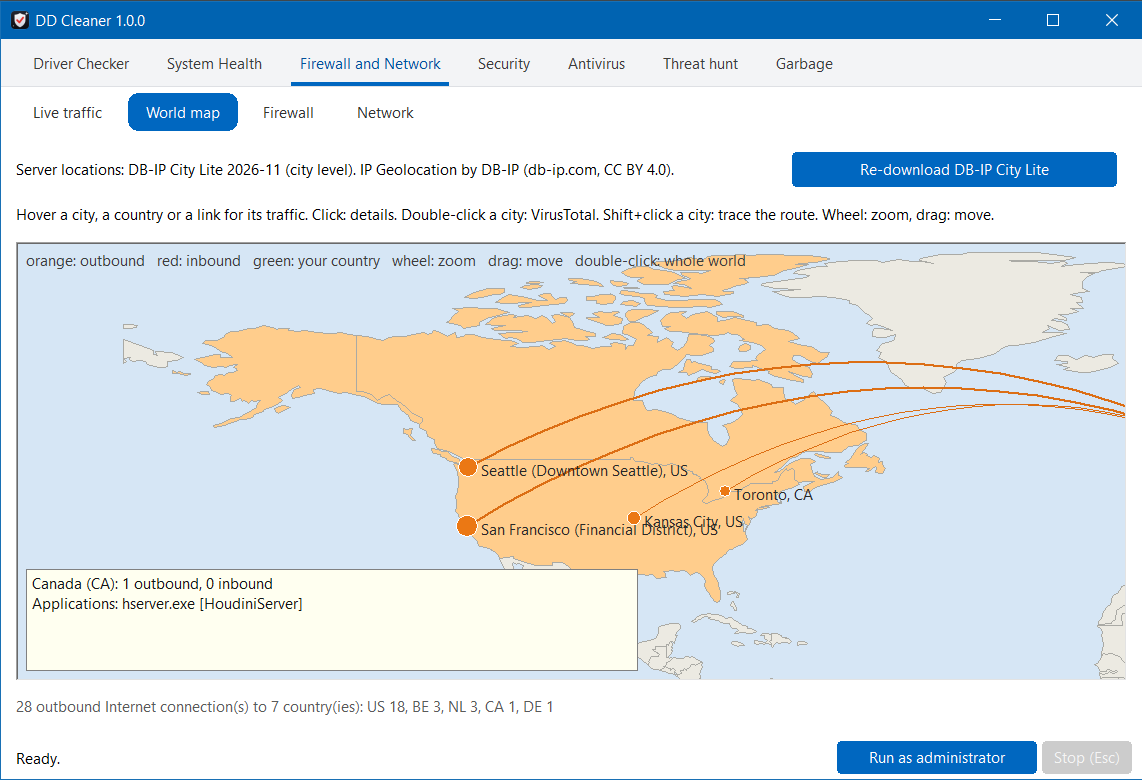 DD Cleaner 1.0.0
Driver Checker System Health Firewall and Network Security Antivirus Threat hunt Garbage
Live traffic World map Firewall Network
Server locations: DB-IP City Lite 2026-11 (city level). IP Geolocation by DB-IP (db-ip.com, CC BY 4.0).
Re-download DB-IP City Lite
Hover a city, a country or a link for its traffic. Click: details. Double-click a city: VirusTotal. Shift+click a city: trace the route. Wheel: zoom, drag: move.
orange: outbound red: inbound green: your country wheel: zoom drag: move double-click: whole world
Seattle (Downtown Seattle), US
Toronto, CA
Kansas City, US
San Francisco (Financial District), US
Canada (CA): 1 outbound, 0 inbound
Applications: hserver.exe [HoudiniServer]
28 outbound Internet connection(s) to 7 country(ies): US 18, BE 3, NL 3, CA 1, DE 1
Ready.
Run as administrator
Stop (Esc)